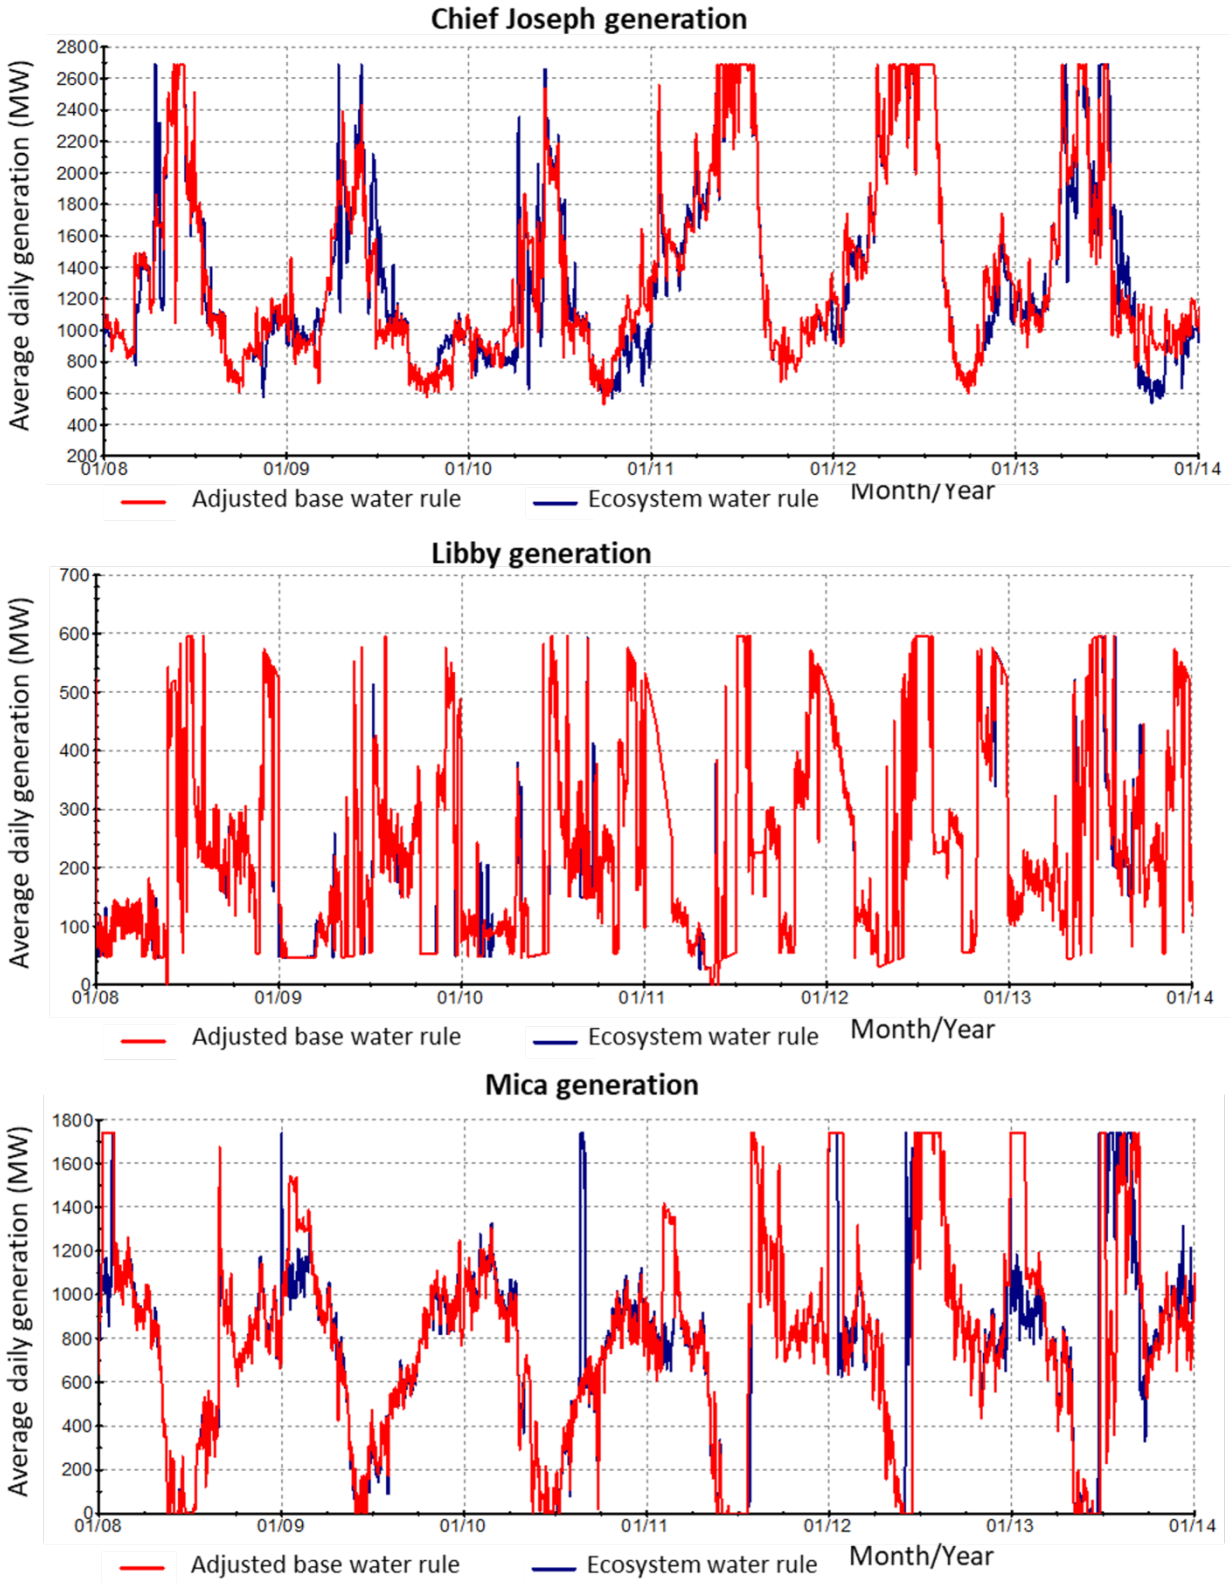 Chief Joseph generation
Average daily generation (MW)
2800
2600
2400
2200
2000
1800
1600
1400
1200
1000
800
600
400
200
01/08 01/09 01/10 01/11 01/12 01/13 01/14
Adjusted base water rule Ecosystem water rule Month/Year
Libby generation
Average daily generation (MW)
700
600
500
400
300
200
100
0
01/08 01/09 01/10 01/11 01/12 01/13 01/14
Adjusted base water rule Ecosystem water rule Month/Year
Mica generation
Average daily generation (MW)
1800
1600
1400
1200
1000
800
600
400
200
0
01/08 01/09 01/10 01/11 01/12 01/13 01/14
Adjusted base water rule Ecosystem water rule Month/Year